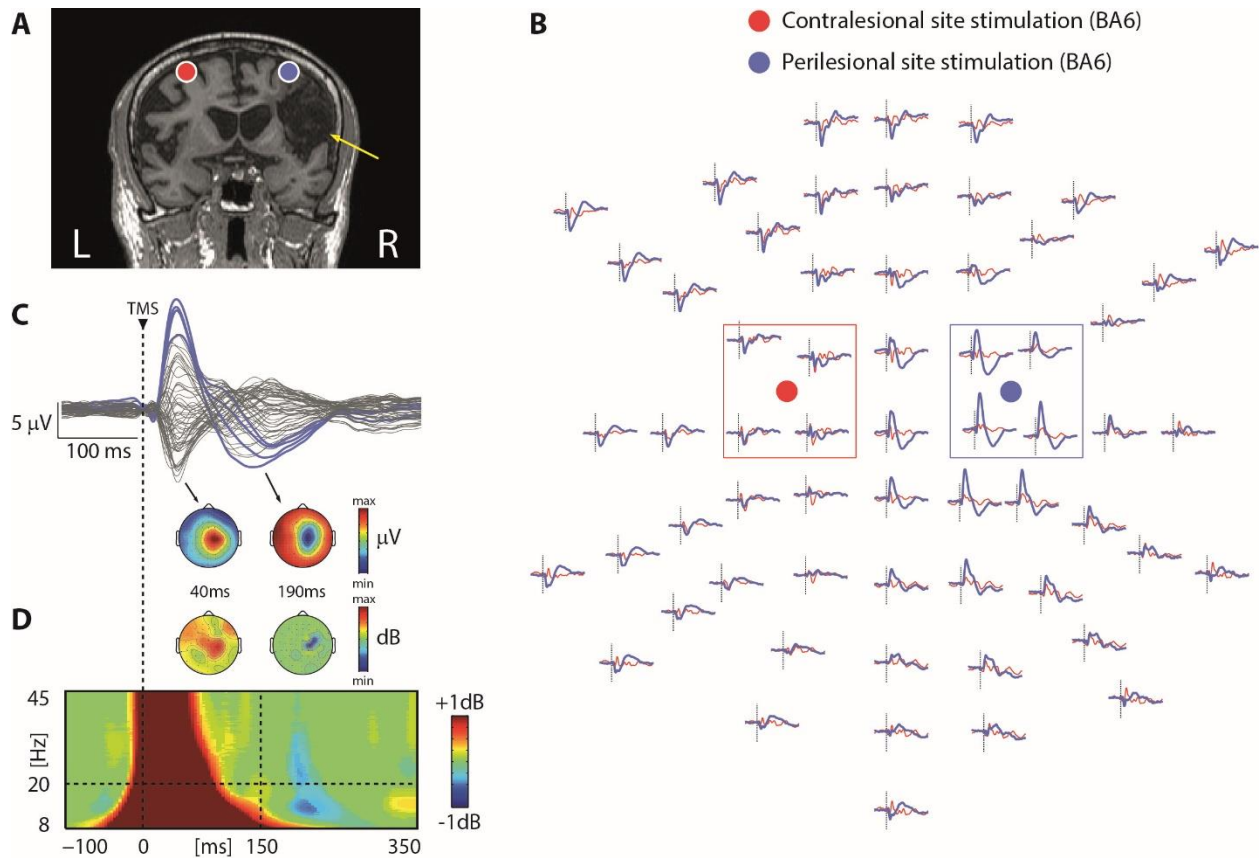 A
L
R
B
Contralesional site stimulation (BA6)
Perilesional site stimulation (BA6)
C
TMS
5 µV
100 ms
max
µV
min
40ms
190ms
max
dB
min
D
45
[Hz]
20
8
−100
0
[ms]
150
350
+1dB
-1dB